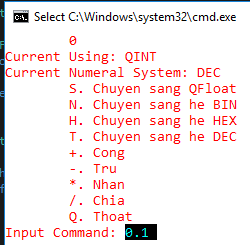 Select C:\Windows\system32\cmd.exe
0
Current Using: QINT
Current Numeral System: DEC
S. Chuyen sang QFloat
N. Chuyen sang he BIN
H. Chuyen sang he HEX
T. Chuyen sang he DEC
+. Cong
-. Tru
*. Nhan
/. Chia
Q. Thoat
Input Command: 0.1